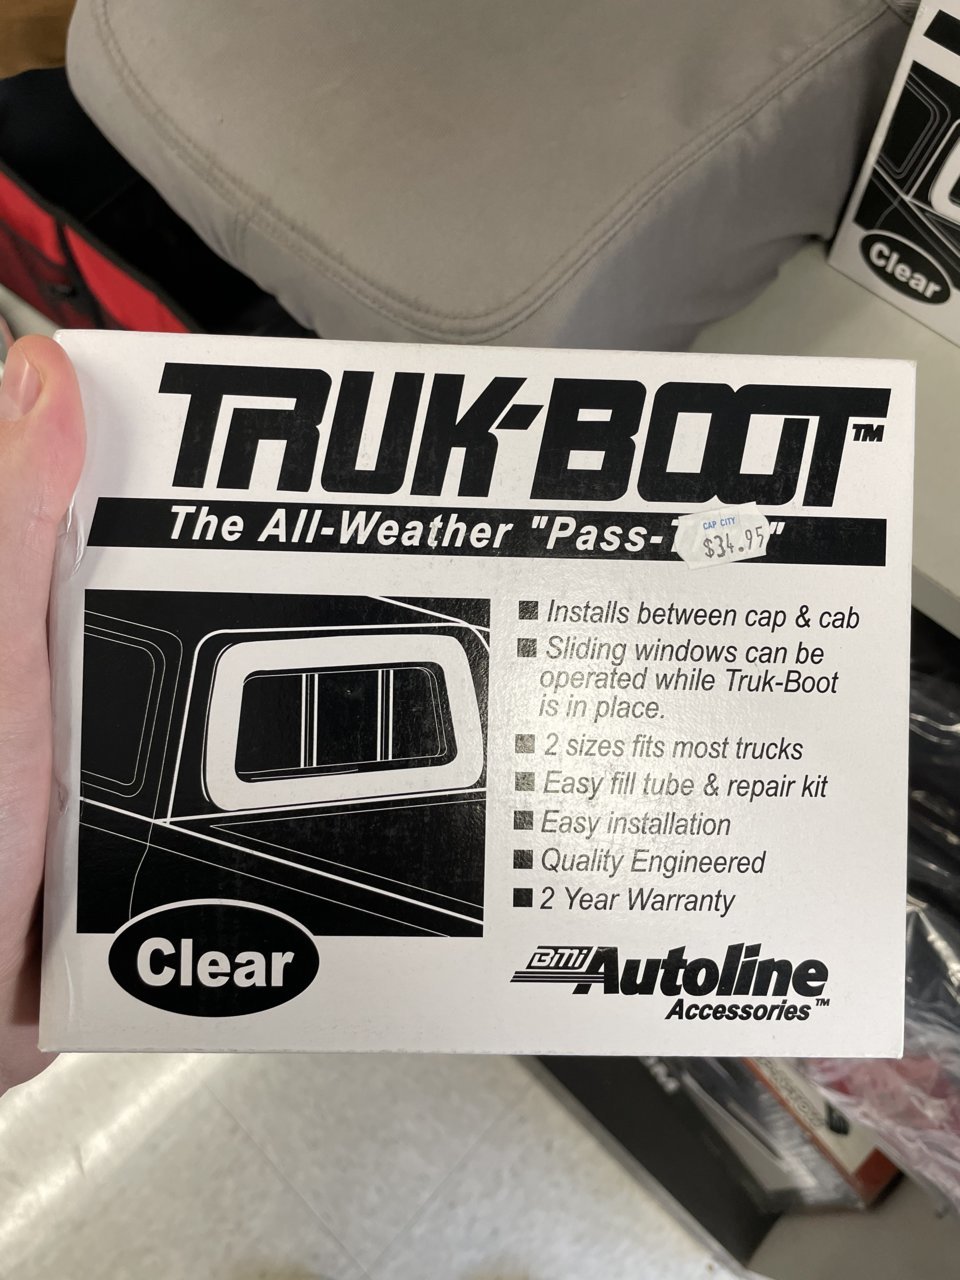 TRUK-BOOT™
The All-Weather "Pass-
CAP CITY
$34.95
Installs between cap & cab
Sliding windows can be
operated while Truk-Boot
is in place.
2 sizes fits most trucks
Easy fill tube & repair kit
Easy installation
Quality Engineered
2 Year Warranty
Clear
BMi Autoline
Accessories™
Clear